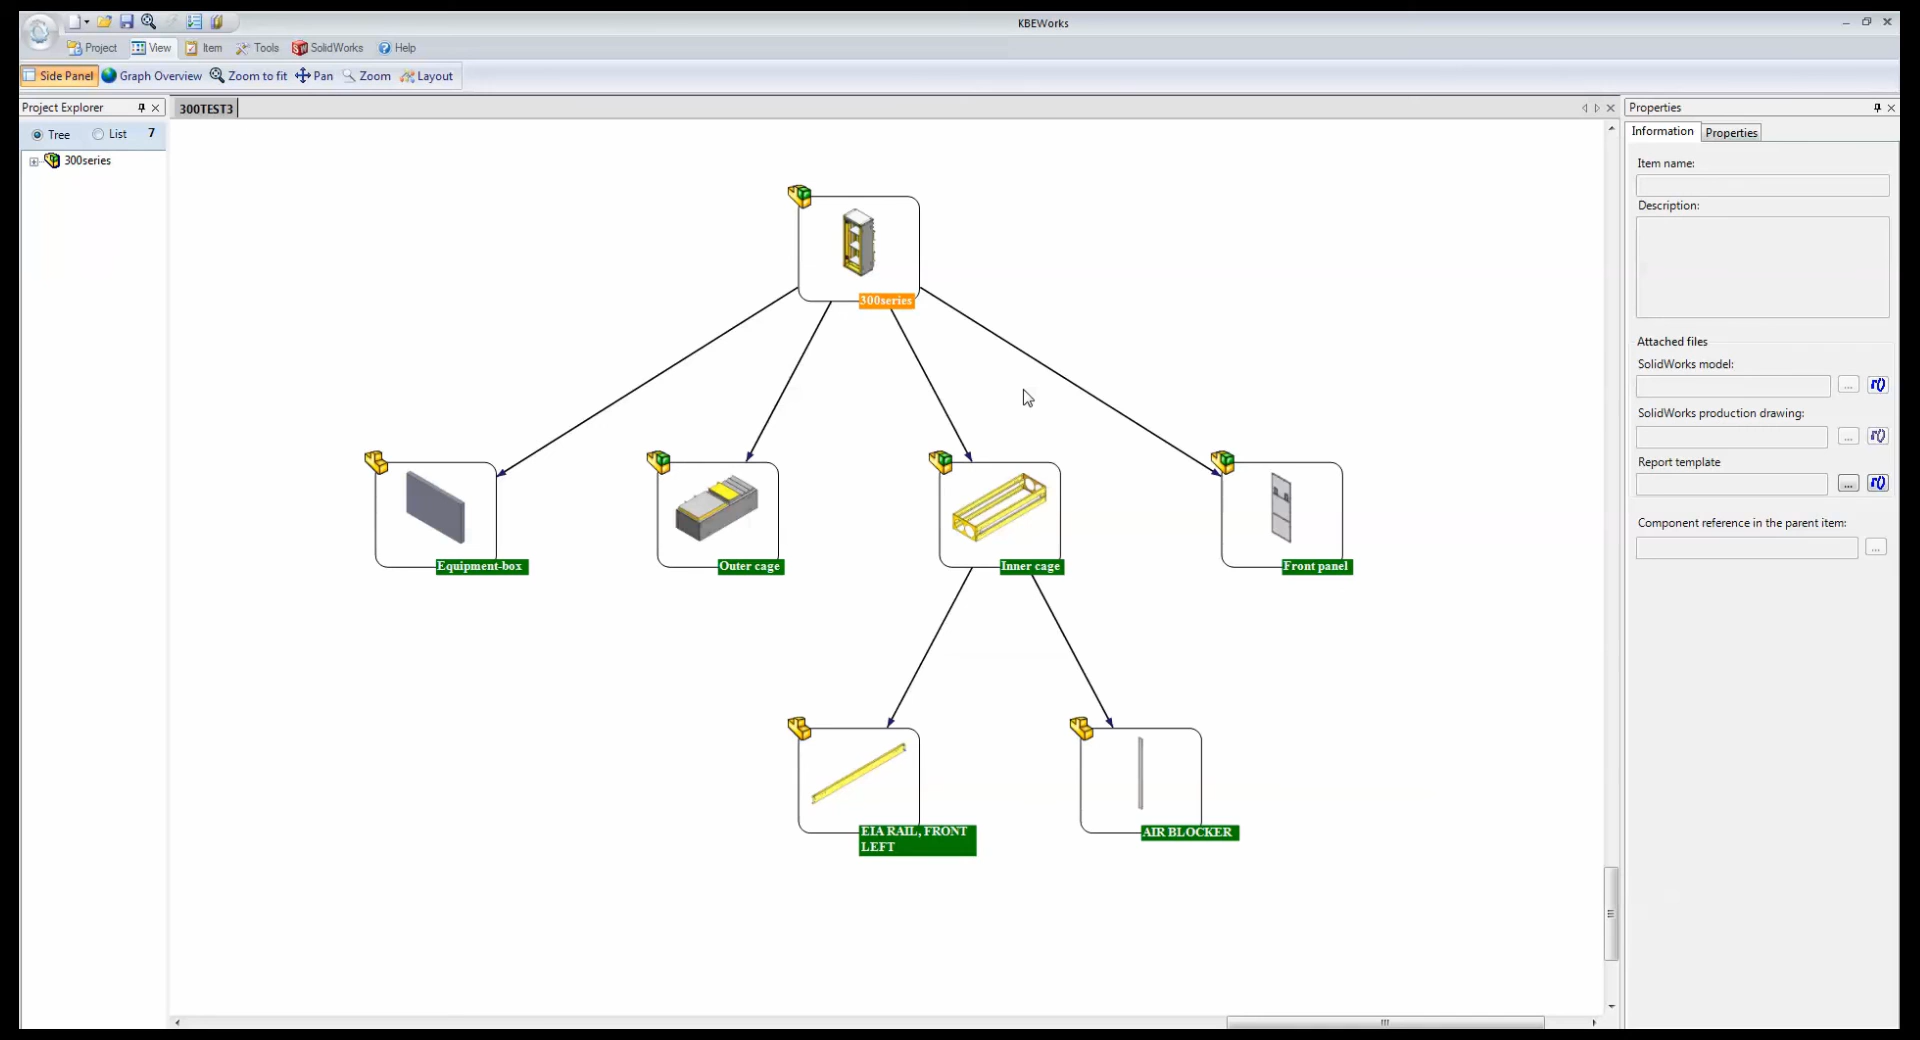 KBEWorks
Project View Item Tools SolidWorks Help
Side Panel Graph Overview Zoom to fit Pan Zoom Layout
Project Explorer
Tree List 7
300series
300TEST3
300series
Equipment-box
Outer cage
Inner cage
Front panel
EIA RAIL, FRONT
LEFT
AIR BLOCKER
Properties
Information Properties
Item name:
Description:
Attached files
SolidWorks model:
...
SolidWorks production drawing:
...
Report template
...
Component reference in the parent item:
...